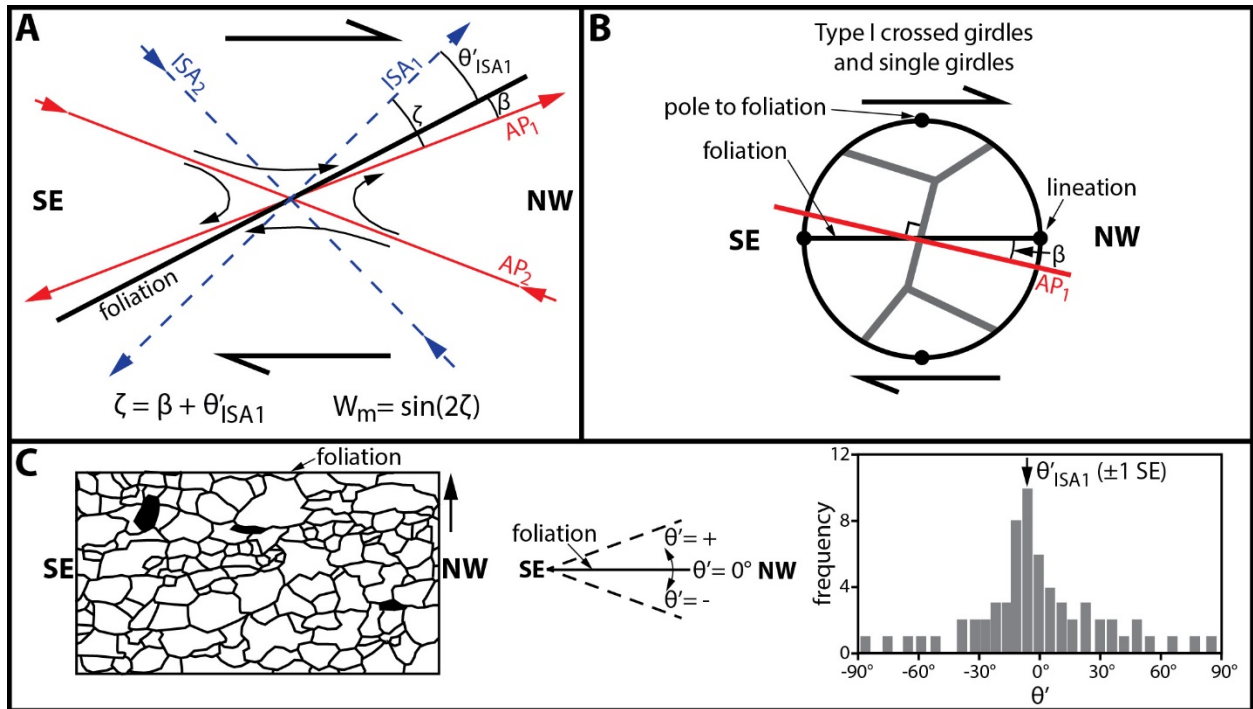 A
ISA₂
ISA₁
θ′ISA1
ζ
β
AP₁
SE
NW
foliation
AP₂
ζ = β + θ′ISA1
Wm= sin(2ζ)
B
Type I crossed girdles
and single girdles
pole to foliation
foliation
lineation
SE
NW
β
AP₁
C
foliation
SE
NW
foliation
θ′= +
SE
θ′= 0° NW
θ′= -
θ′ISA1 (±1 SE)
frequency
12
8
4
0
-90°
-60°
-30°
0°
30°
60°
90°
θ′